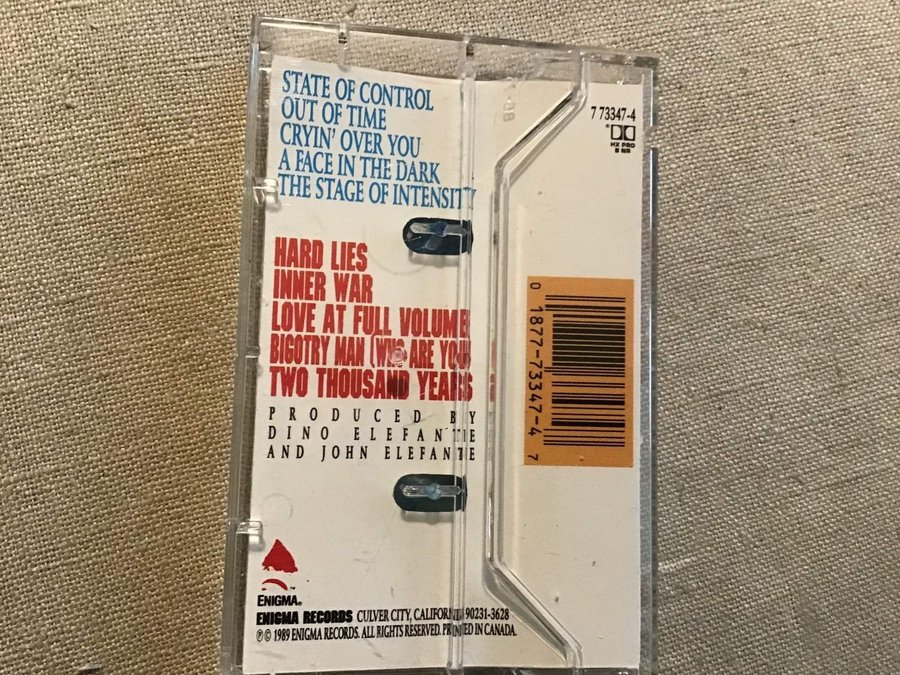 STATE OF CONTROL
OUT OF TIME
CRYIN' OVER YOU
A FACE IN THE DARK
THE STAGE OF INTENSITY
HARD LIES
INNER WAR
LOVE AT FULL VOLUME
BIGOTRY MAN (WHO ARE YOU
TWO THOUSAND YEARS
PRODUCED BY
DINO ELEFANTE
AND JOHN ELEFANTE
ENIGMA®
ENIGMA RECORDS CULVER CITY, CALIFORNIA 90231-3628
℗ © 1989 ENIGMA RECORDS. ALL RIGHTS RESERVED. PRINTED IN CANADA.
7 73347-4
HX PRO
B NR
0 1877-73347-4 7